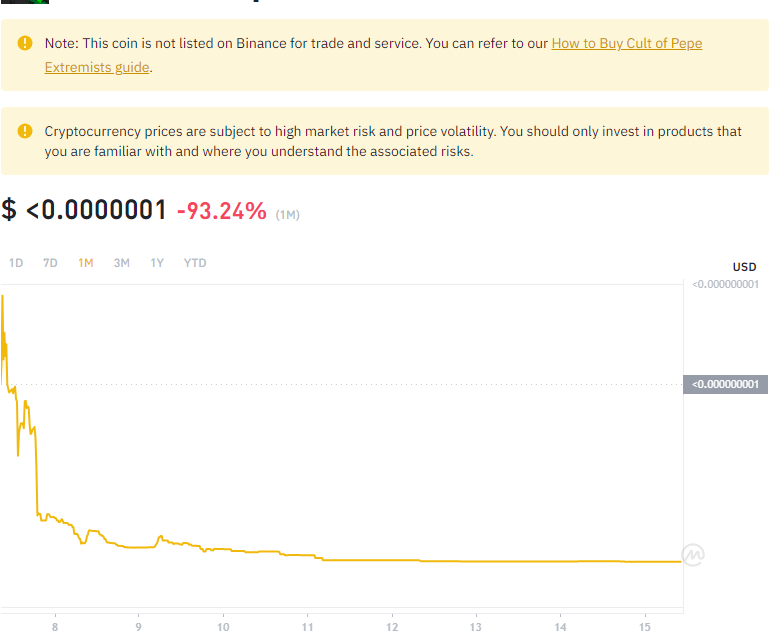 Note: This coin is not listed on Binance for trade and service. You can refer to our How to Buy Cult of Pepe
Extremists guide.
Cryptocurrency prices are subject to high market risk and price volatility. You should only invest in products that
you are familiar with and where you understand the associated risks.
$ <0.0000001 -93.24% (1M)
1D 7D 1M 3M 1Y YTD
USD
<0.000000001
<0.000000001
8 9 10 11 12 13 14 15